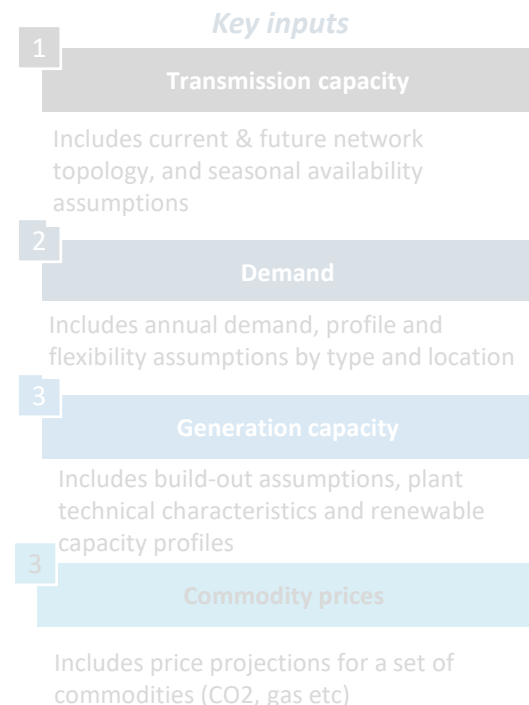 Key inputs
1
Transmission capacity
Includes current & future network
topology, and seasonal availability
assumptions
2
Demand
Includes annual demand, profile and
flexibility assumptions by type and location
3
Generation capacity
Includes build-out assumptions, plant
technical characteristics and renewable
capacity profiles
3
Commodity prices
Includes price projections for a set of
commodities (CO2, gas etc)